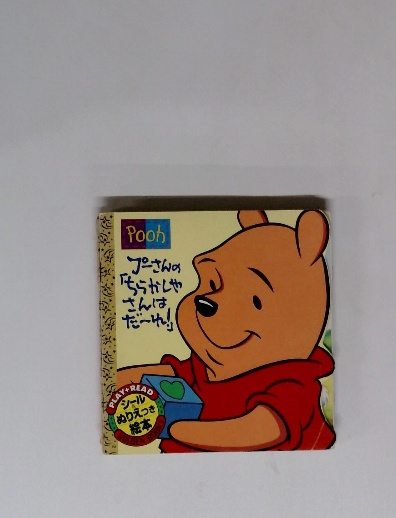 Pooh
プーさんの
「ちらかしや
さんは
だ〜れ!」
PLAY+READ
シール
ぬりえつき
絵本